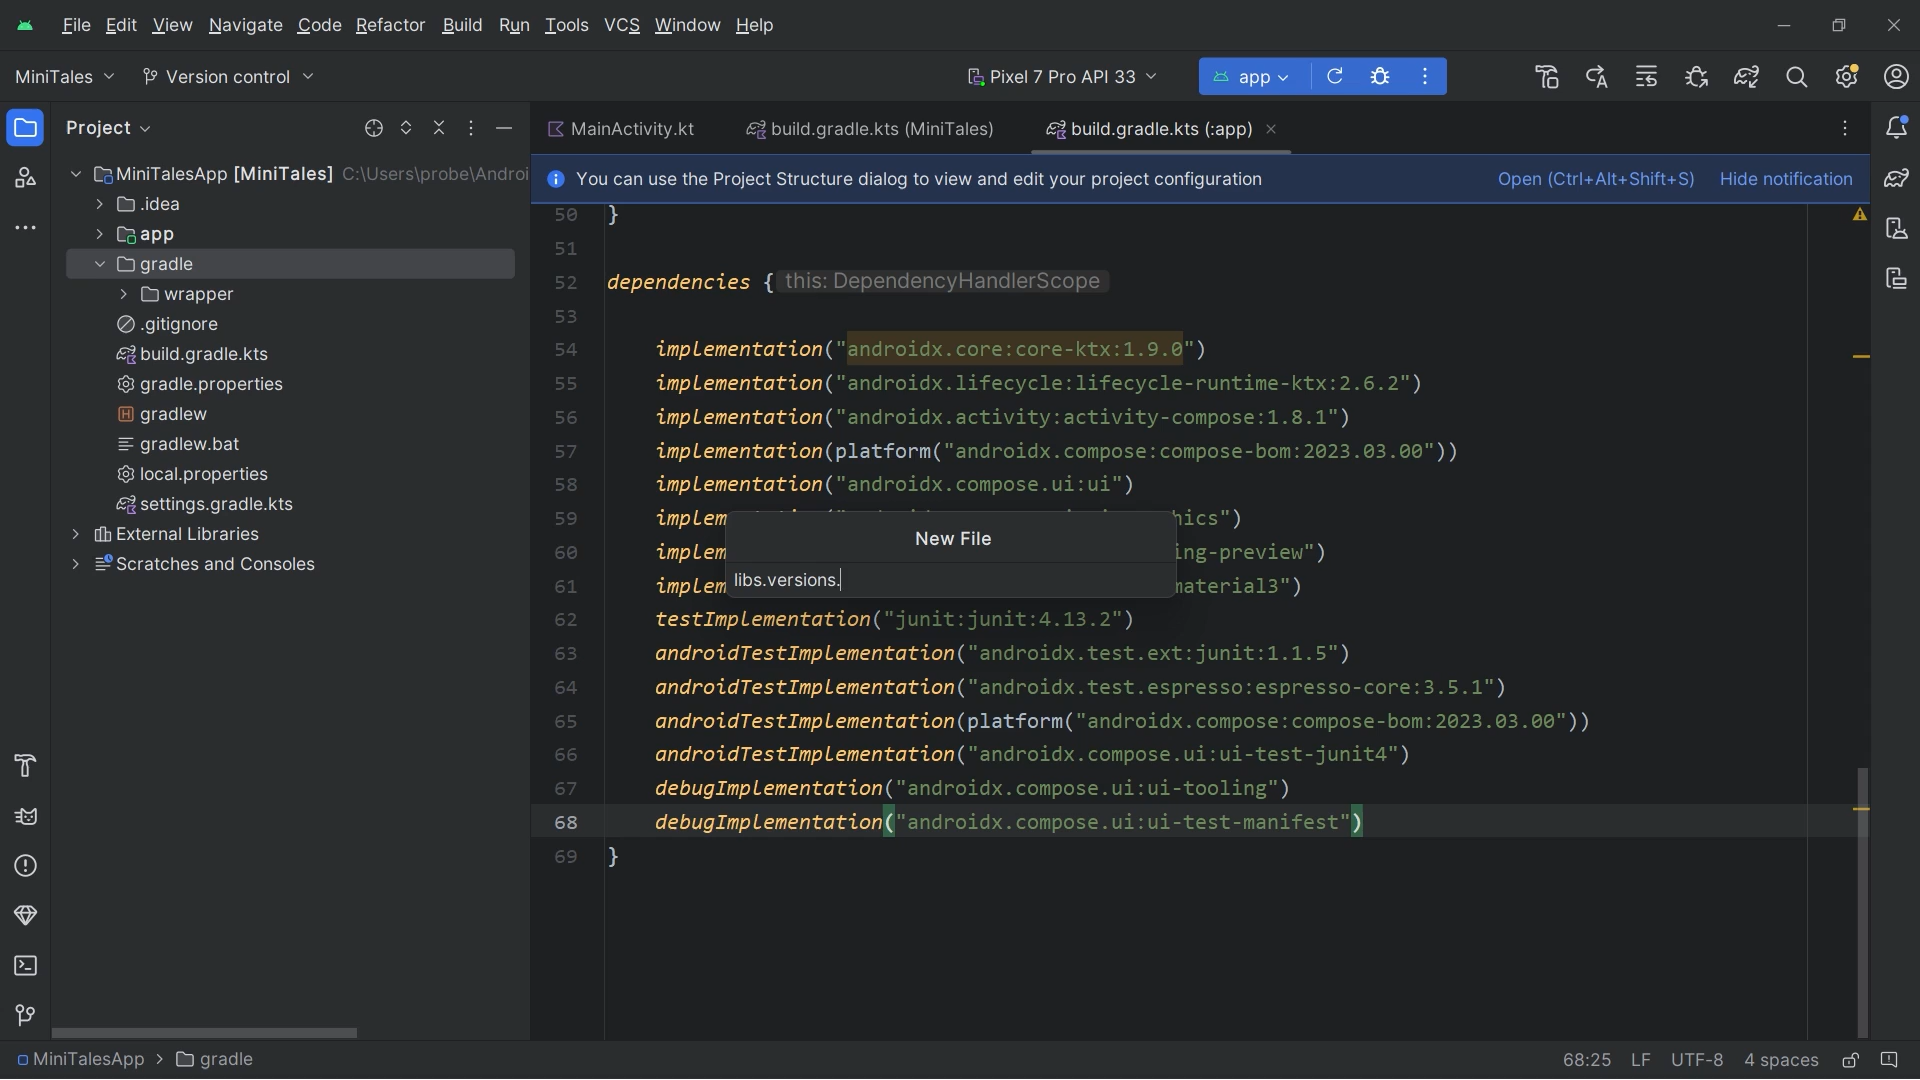 File Edit View Navigate Code Refactor Build Run Tools VCS Window Help
MiniTales Version control Pixel 7 Pro API 33 app
Project
MiniTalesApp [MiniTales] C:\Users\probe\Androi
.idea
app
gradle
wrapper
.gitignore
build.gradle.kts
gradle.properties
gradlew
gradlew.bat
local.properties
settings.gradle.kts
External Libraries
Scratches and Consoles
MainActivity.kt build.gradle.kts (MiniTales) build.gradle.kts (:app)
You can use the Project Structure dialog to view and edit your project configuration Open (Ctrl+Alt+Shift+S) Hide notification
50 }
51
52 dependencies { this: DependencyHandlerScope
53
54 implementation("androidx.core:core-ktx:1.9.0")
55 implementation("androidx.lifecycle:lifecycle-runtime-ktx:2.6.2")
56 implementation("androidx.activity:activity-compose:1.8.1")
57 implementation(platform("androidx.compose:compose-bom:2023.03.00"))
58 implementation("androidx.compose.ui:ui")
59 implem hics")
60 implem ing-preview")
61 implem material3")
62 testImplementation("junit:junit:4.13.2")
63 androidTestImplementation("androidx.test.ext:junit:1.1.5")
64 androidTestImplementation("androidx.test.espresso:espresso-core:3.5.1")
65 androidTestImplementation(platform("androidx.compose:compose-bom:2023.03.00"))
66 androidTestImplementation("androidx.compose.ui:ui-test-junit4")
67 debugImplementation("androidx.compose.ui:ui-tooling")
68 debugImplementation("androidx.compose.ui:ui-test-manifest")
69 }
New File
libs.versions.
MiniTalesApp > gradle
68:25 LF UTF-8 4 spaces